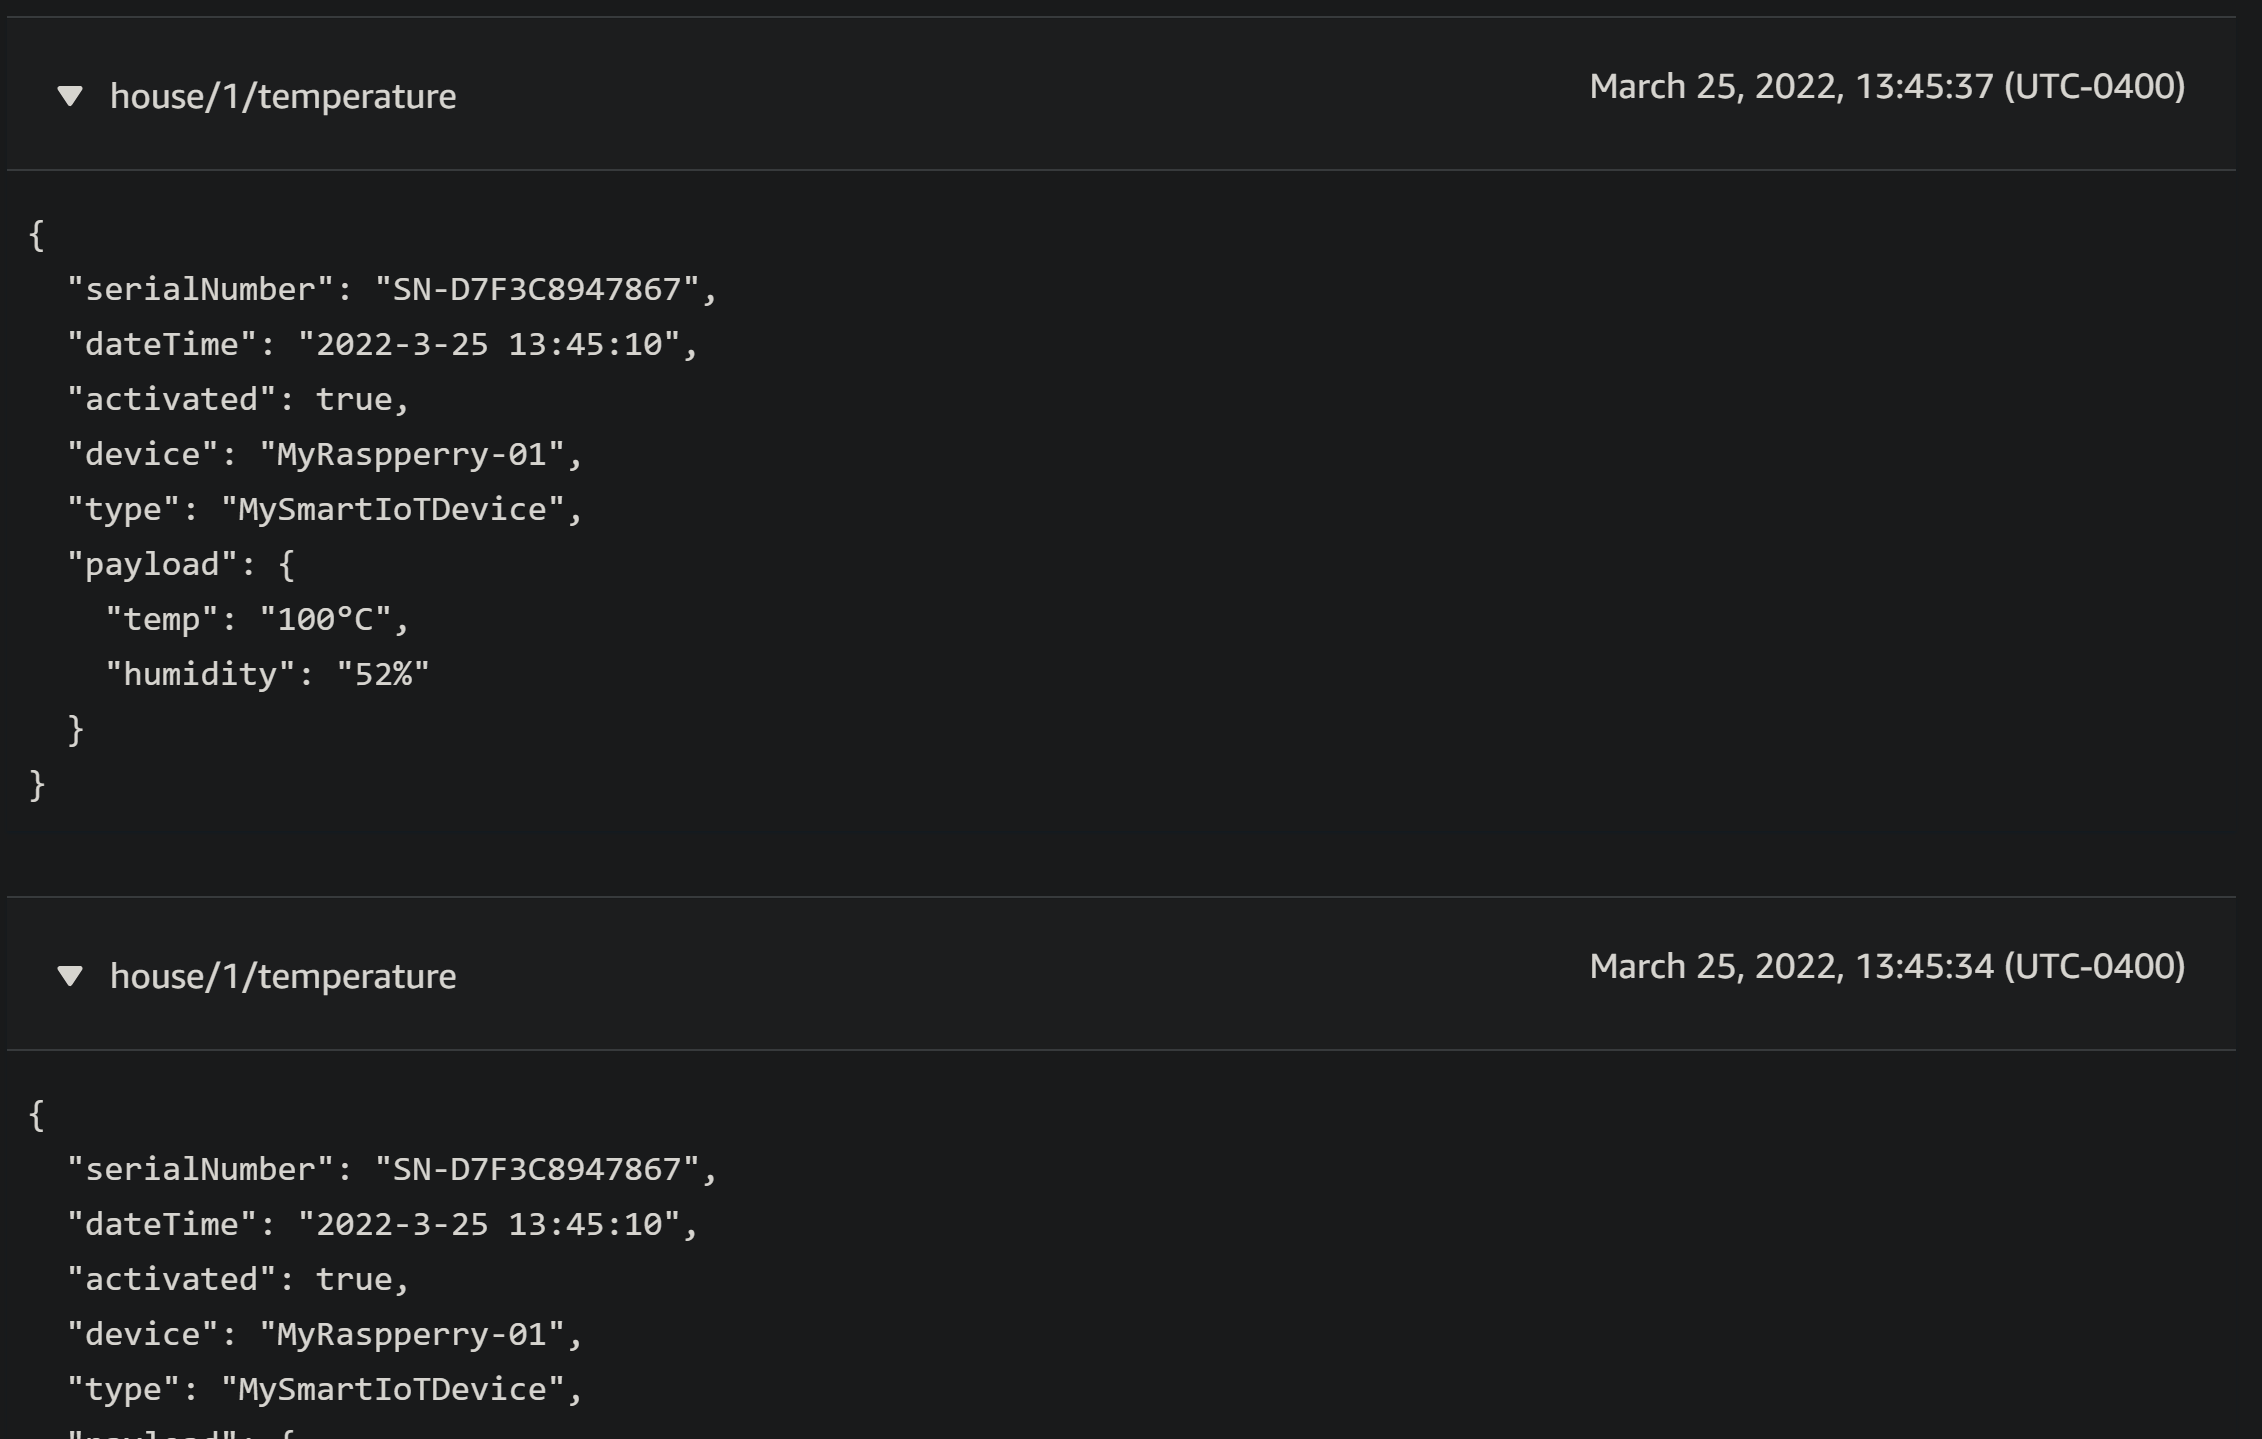 house/1/temperature March 25, 2022, 13:45:37 (UTC-0400)
{
  "serialNumber": "SN-D7F3C8947867",
  "dateTime": "2022-3-25 13:45:10",
  "activated": true,
  "device": "MyRaspperry-01",
  "type": "MySmartIoTDevice",
  "payload": {
    "temp": "100°C",
    "humidity": "52%"
  }
}
house/1/temperature March 25, 2022, 13:45:34 (UTC-0400)
{
  "serialNumber": "SN-D7F3C8947867",
  "dateTime": "2022-3-25 13:45:10",
  "activated": true,
  "device": "MyRaspperry-01",
  "type": "MySmartIoTDevice",
  "payload": {